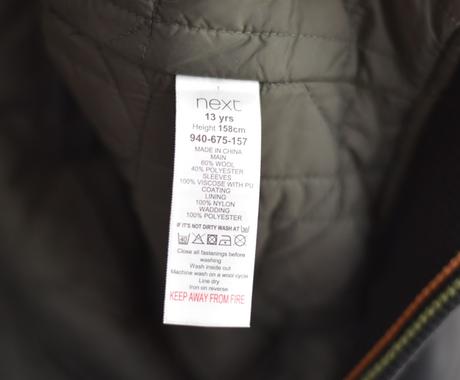 next
13 yrs
Height 158cm
940-675-157
MADE IN CHINA
MAIN
60% WOOL
40% POLYESTER
SLEEVES
100% VISCOSE WITH PU
COATING
LINING
100% NYLON
WADDING
100% POLYESTER
IF IT'S NOT DIRTY WASH AT 30
40
Close all fastenings before
washing
Wash inside out
Machine wash on a wool cycle
Line dry
Iron on reverse
KEEP AWAY FROM FIRE